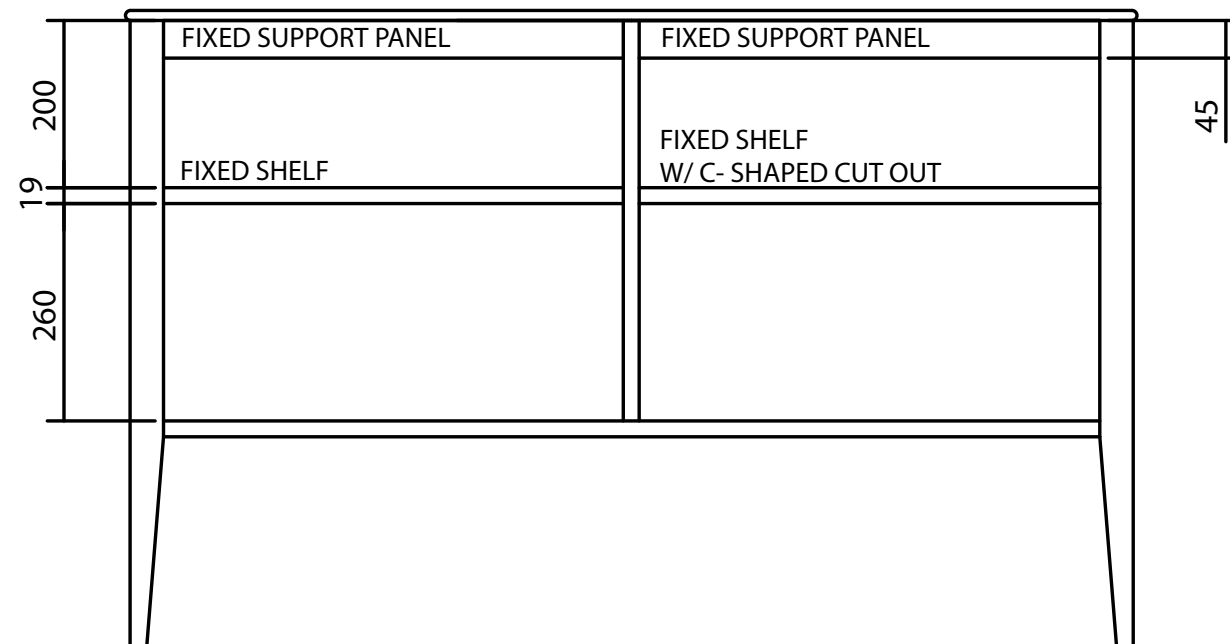 FIXED SUPPORT PANEL
FIXED SUPPORT PANEL
200
45
FIXED SHELF
W/ C- SHAPED CUT OUT
FIXED SHELF
19
260